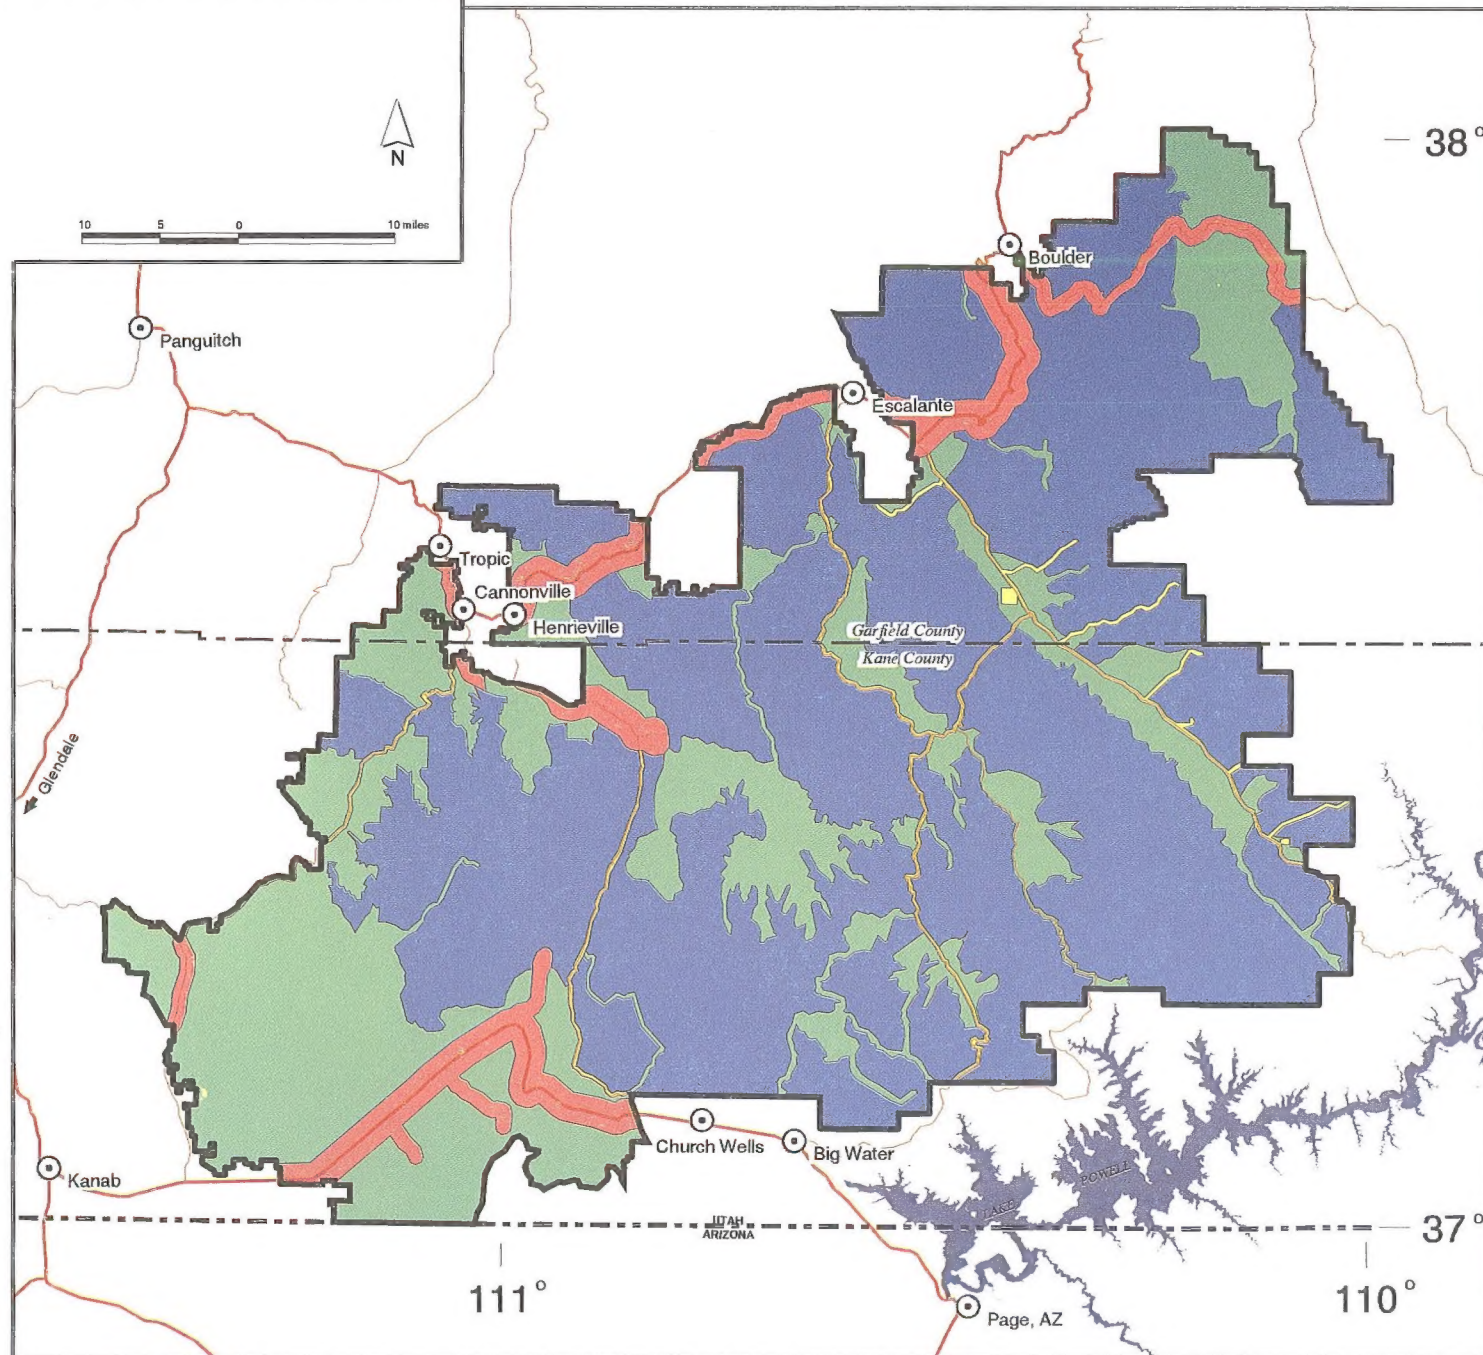 N
10 5 0 10 miles
38°
Boulder
Panguitch
Escalante
Tropic
Cannonville
Henrieville
Garfield County
Kane County
Glendale
Church Wells
Big Water
Kanab
POWELL
LAKE
UTAH
ARIZONA
37°
111°
110°
Page, AZ